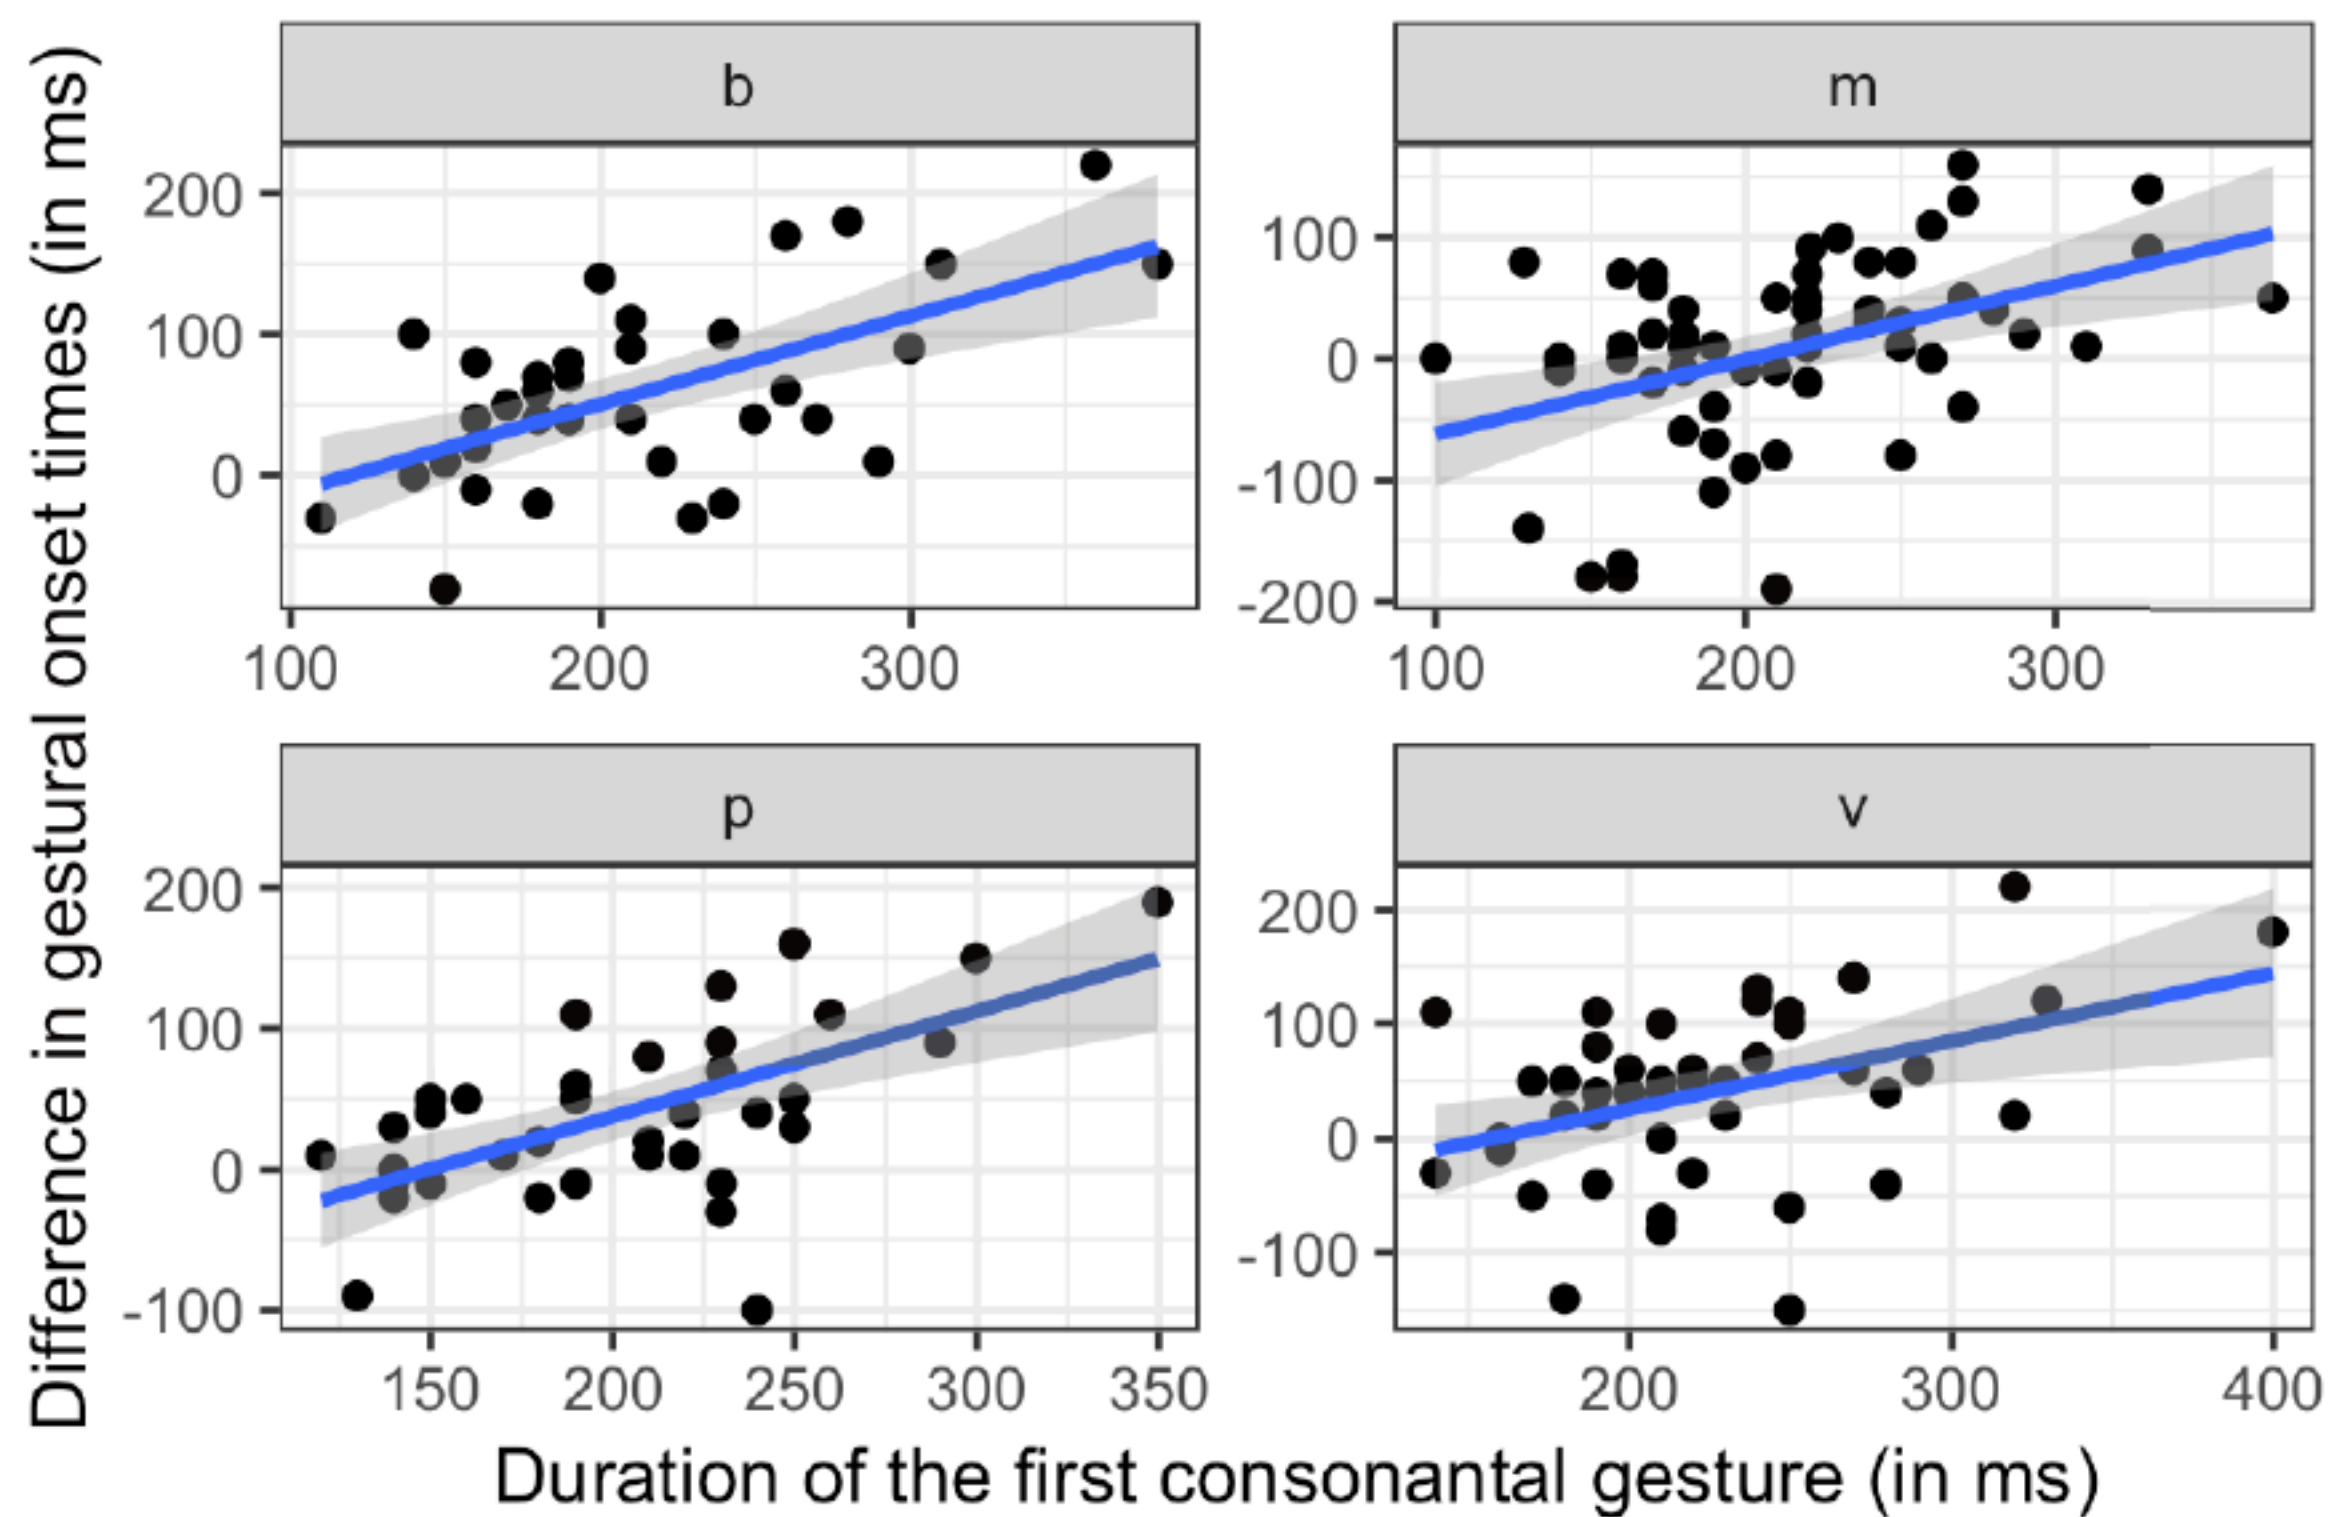 Difference in gestural onset times (in ms)
b
m
200
100
0
100
0
-100
-200
100 200 300
100 200 300
p
v
200
100
0
-100
200
100
0
-100
150 200 250 300 350
200 300 400
Duration of the first consonantal gesture (in ms)